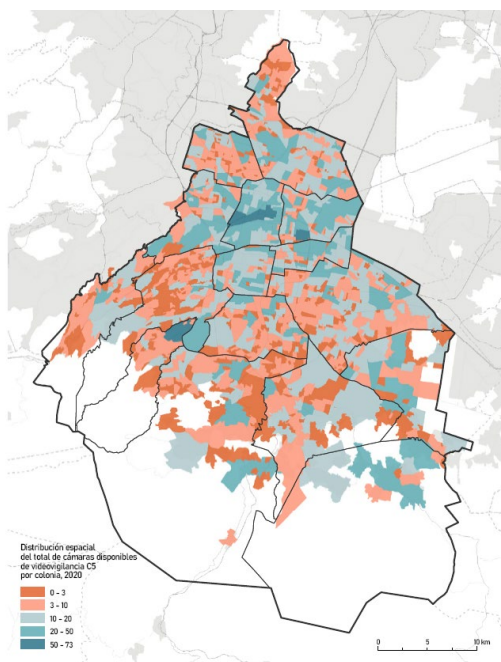 Distribución espacial
del total de cámaras disponibles
de videovigilancia C5
por colonia, 2020
0 - 3
3 - 10
10 - 20
20 - 50
50 - 73
0 5 10 km